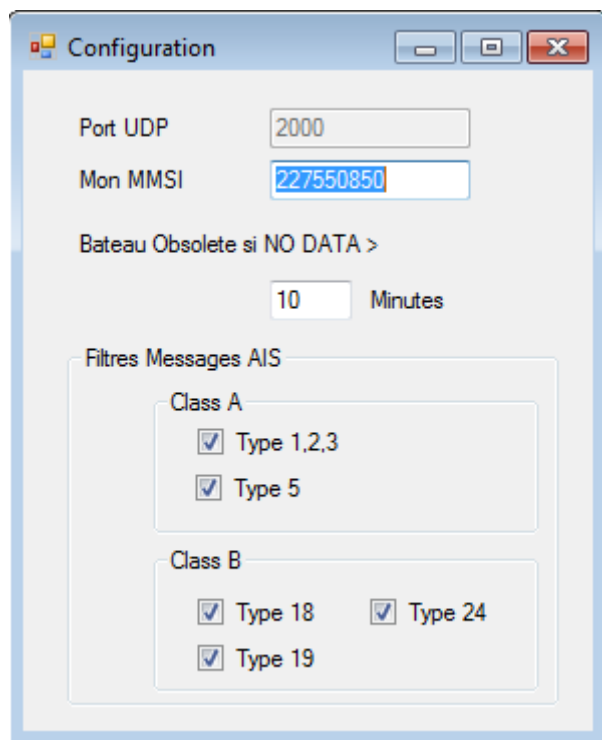 Configuration
Port UDP 2000
Mon MMSI 227550850
Bateau Obsolete si NO DATA >
10 Minutes
Filtres Messages AIS
Class A
Type 1,2,3
Type 5
Class B
Type 18 Type 24
Type 19